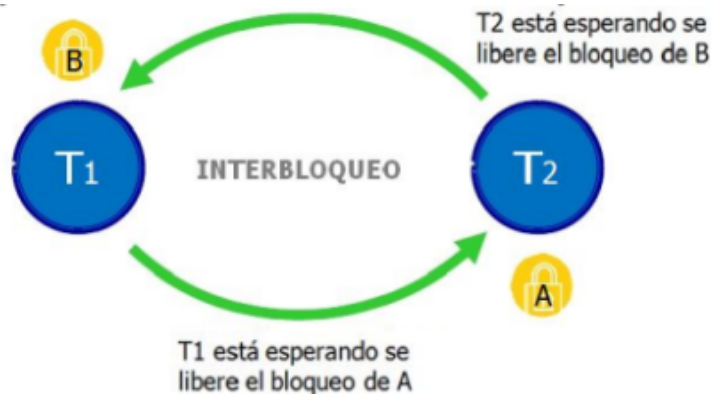 T2 está esperando se
libere el bloqueo de B
B
T1
INTERBLOQUEO
T2
A
T1 está esperando se
libere el bloqueo de A